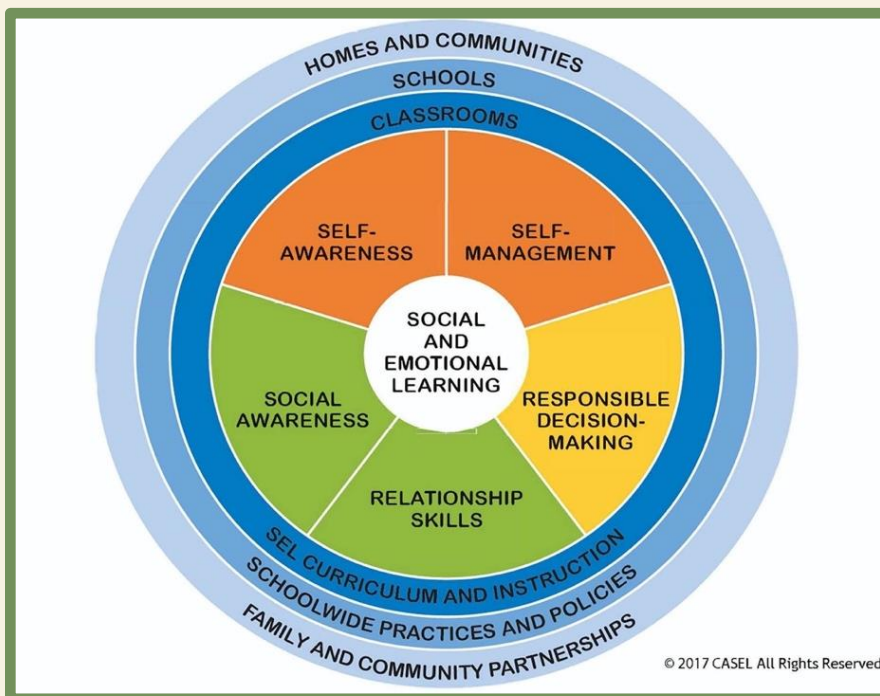 HOMES AND COMMUNITIES
SCHOOLS
CLASSROOMS
SELF-
AWARENESS
SELF-
MANAGEMENT
SOCIAL
AND
EMOTIONAL
LEARNING
SOCIAL
AWARENESS
RESPONSIBLE
DECISION-
MAKING
RELATIONSHIP
SKILLS
SEL CURRICULUM AND INSTRUCTION
SCHOOLWIDE PRACTICES AND POLICIES
FAMILY AND COMMUNITY PARTNERSHIPS
© 2017 CASEL All Rights Reserved